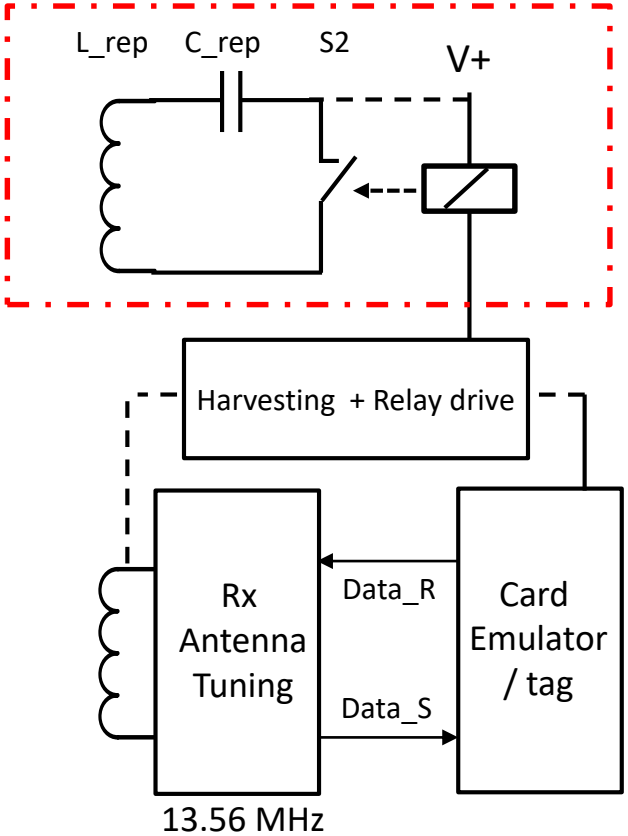 L_rep C_rep S2
V+
Harvesting + Relay drive
Rx
Antenna
Tuning
Data_R
Data_S
Card
Emulator
/ tag
13.56 MHz